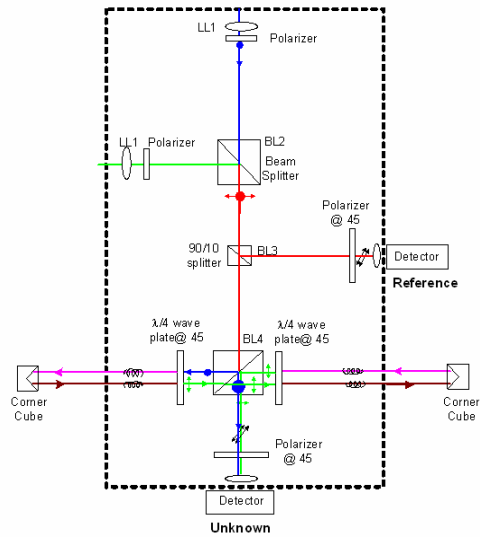 LL1
Polarizer
LL1 Polarizer
BL2
Beam
Splitter
Polarizer
@ 45
90/10
splitter
BL3
Detector
Reference
λ/4 wave
plate@ 45
λ/4 wave
plate@ 45
BL4
Corner
Cube
Corner
Cube
Polarizer
@ 45
Detector
Unknown